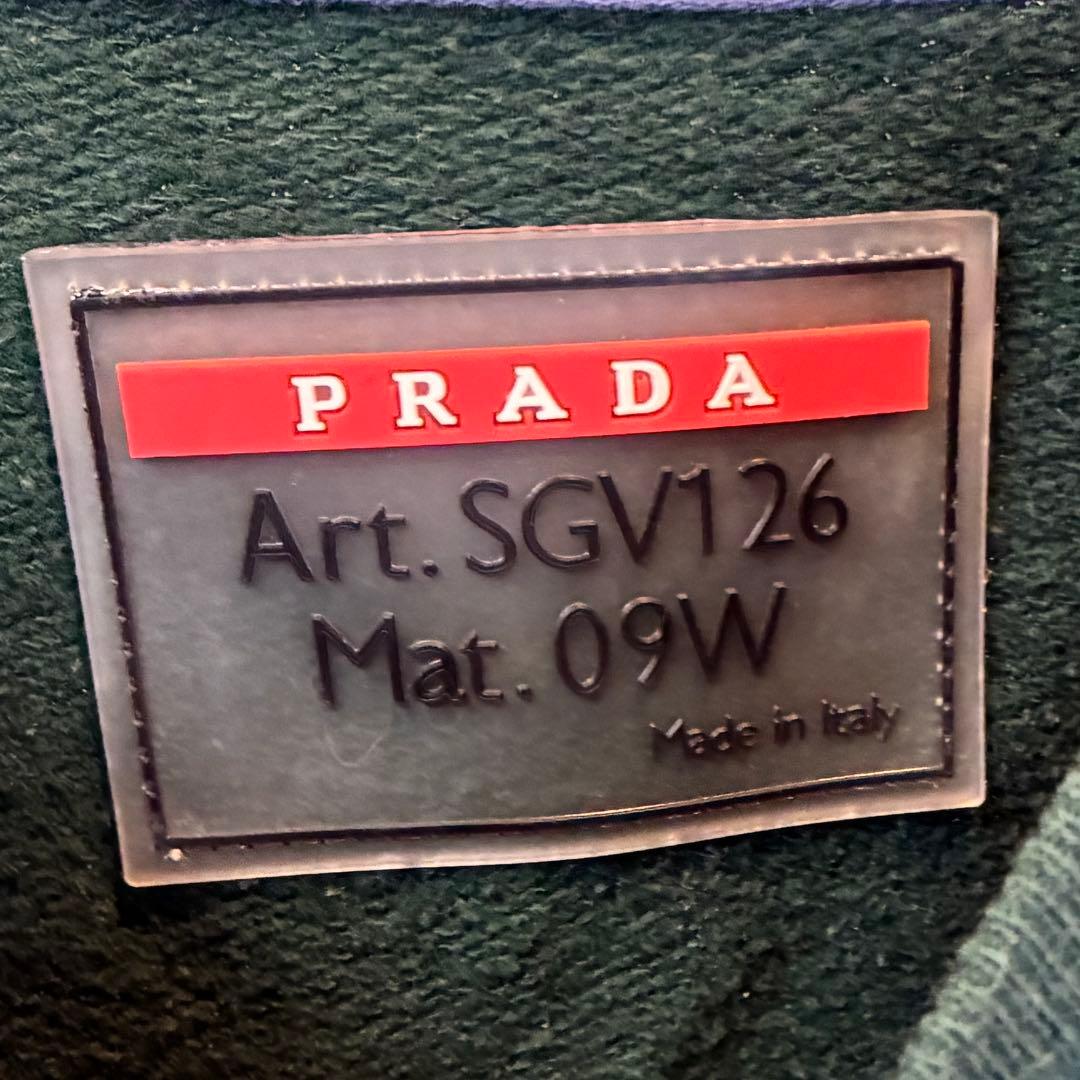 PRADA
Art. SGV126
Mat. 09W
Made in Italy